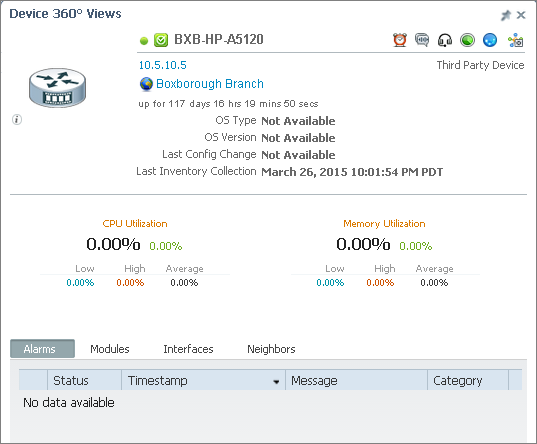 Device 360° Views
BXB-HP-A5120
10.5.10.5 Third Party Device
Boxborough Branch
up for 117 days 16 hrs 19 mins 50 secs
OS Type Not Available
OS Version Not Available
Last Config Change Not Available
Last Inventory Collection March 26, 2015 10:01:54 PM PDT
CPU Utilization Memory Utilization
0.00% 0.00% 0.00% 0.00%
Low High Average Low High Average
0.00% 0.00% 0.00% 0.00% 0.00% 0.00%
Alarms Modules Interfaces Neighbors
Status Timestamp Message Category
No data available